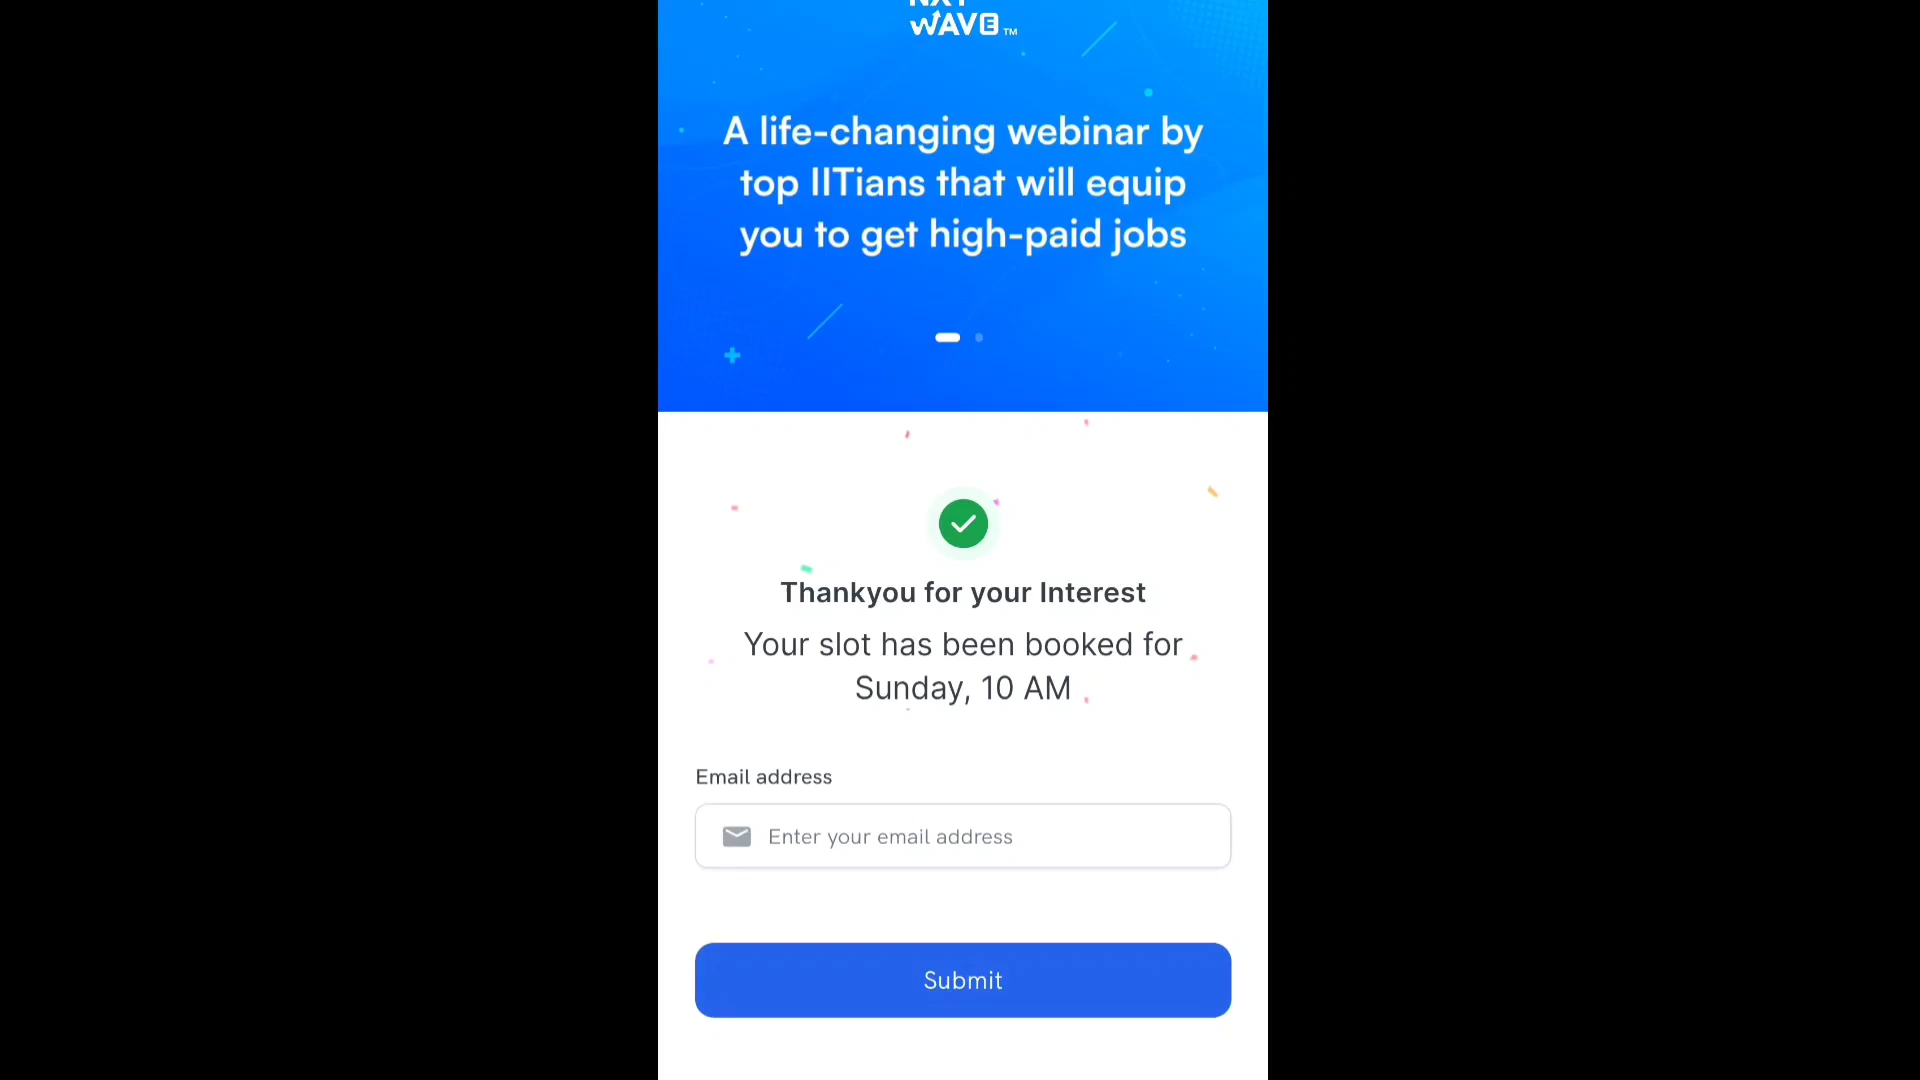 NXT
WAVE TM
A life-changing webinar by
top IITians that will equip
you to get high-paid jobs
Thankyou for your Interest
Your slot has been booked for
Sunday, 10 AM
Email address
Enter your email address
Submit